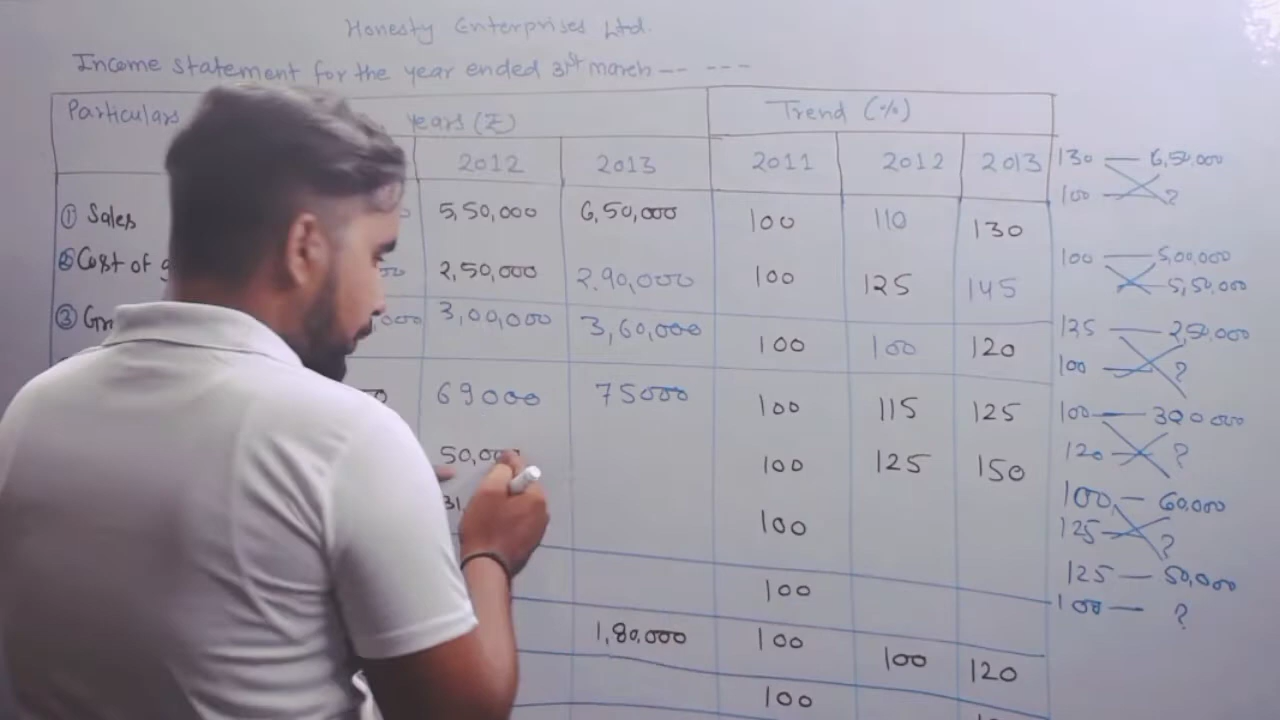 Honesty Enterprises Ltd.
Income statement for the year ended 31st march -- ---
Particulars years (₹) Trend (%)
2012 2013 2011 2012 2013
① Sales 5,50,000 6,50,000 100 110 130
② Cost of 2,50,000 2,90,000 100 125 145
③ 3,00,000 3,60,000 100 100 120
69000 75000 100 115 125
50,000 100 125 150
31, 100
100
1,80,000 100 100 120
100
130 — 6,50,000
100 — ?
100 — 5,00,000
— 5,50,000
125 — 2,50,000
100 — ?
100 — 300000
120 — ?
100 — 60,000
125 — ?
125 — 50,000
100 — ?